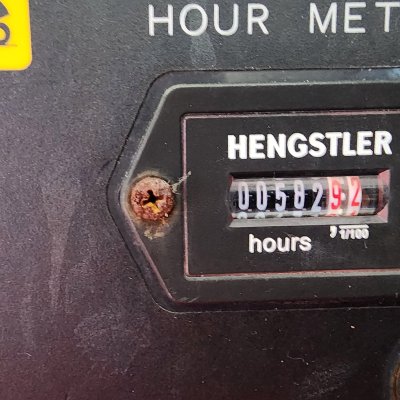 HOUR MET
HENGSTLER
0058292
hours , 1/100